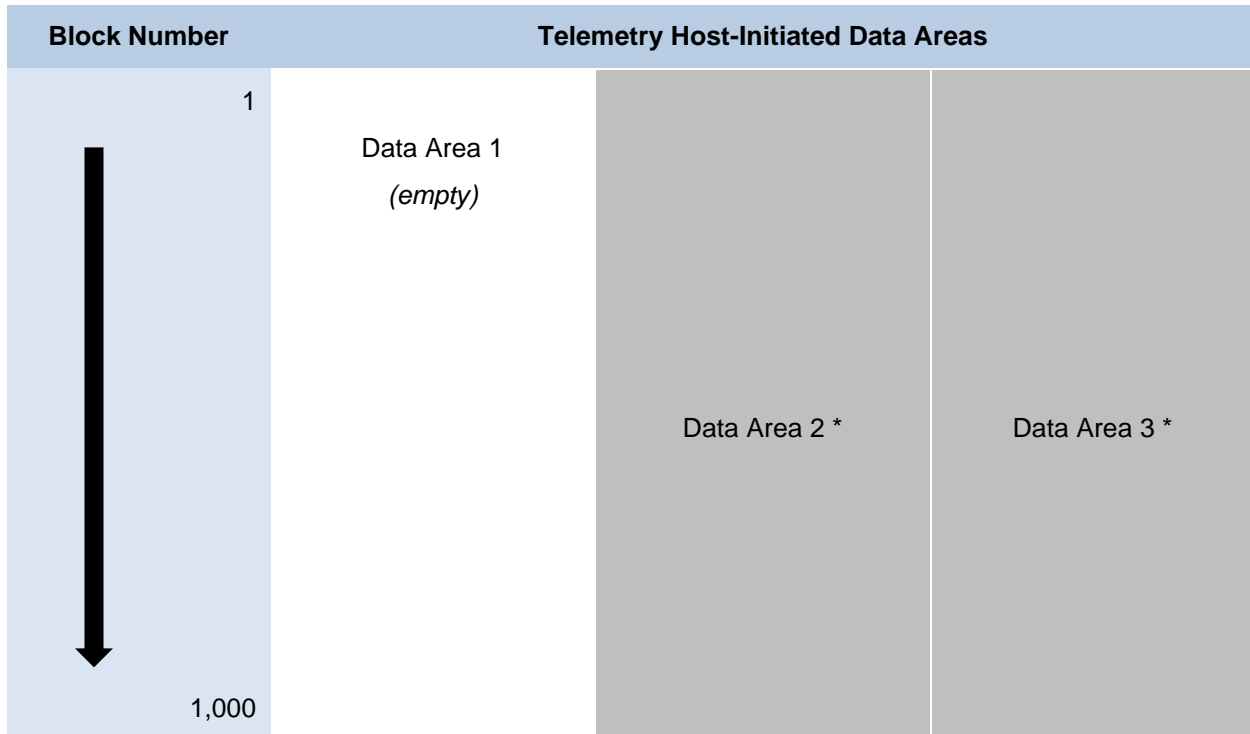 Block Number
Telemetry Host-Initiated Data Areas
1
Data Area 1
(empty)
Data Area 2 *
Data Area 3 *
1,000